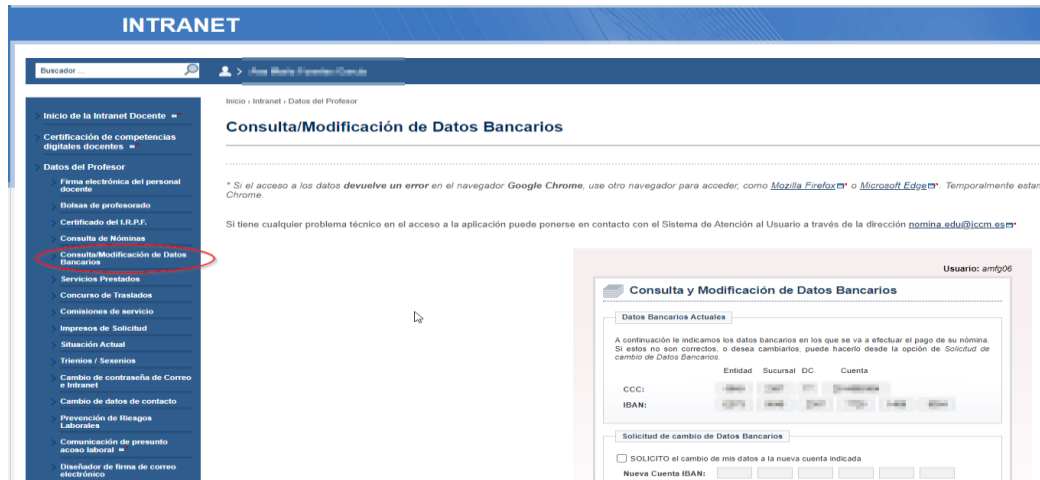 INTRANET
Buscador ...
>
Inicio › Intranet › Datos del Profesor
Consulta/Modificación de Datos Bancarios
Inicio de la Intranet Docente
Certificación de competencias
digitales docentes
Datos del Profesor
Firma electrónica del personal
docente
Bolsas de profesorado
Certificado del I.R.P.F.
Consulta de Nóminas
Consulta/Modificación de Datos
Bancarios
Servicios Prestados
Concurso de Traslados
Comisiones de servicio
Impresos de Solicitud
Situación Actual
Trienios / Sexenios
Cambio de contraseña de Correo
e Intranet
Cambio de datos de contacto
Prevención de Riesgos
Laborales
Comunicación de presunto
acoso laboral
Diseñador de firma de correo
electrónico
* Si el acceso a los datos devuelve un error en el navegador Google Chrome, use otro navegador para acceder, como Mozilla Firefox o Microsoft Edge. Temporalmente estar
Chrome.
Si tiene cualquier problema técnico en el acceso a la aplicación puede ponerse en contacto con el Sistema de Atención al Usuario a través de la dirección nomina.edu@jccm.es
Usuario: amfg06
Consulta y Modificación de Datos Bancarios
Datos Bancarios Actuales
A continuación le indicamos los datos bancarios en los que se va a efectuar el pago de su nómina.
Si estos no son correctos, o desea cambiarlos, puede hacerlo desde la opción de Solicitud de
cambio de Datos Bancarios.
Entidad Sucursal DC Cuenta
CCC:
IBAN:
Solicitud de cambio de Datos Bancarios
SOLICITO el cambio de mis datos a la nueva cuenta indicada
Nueva Cuenta IBAN: